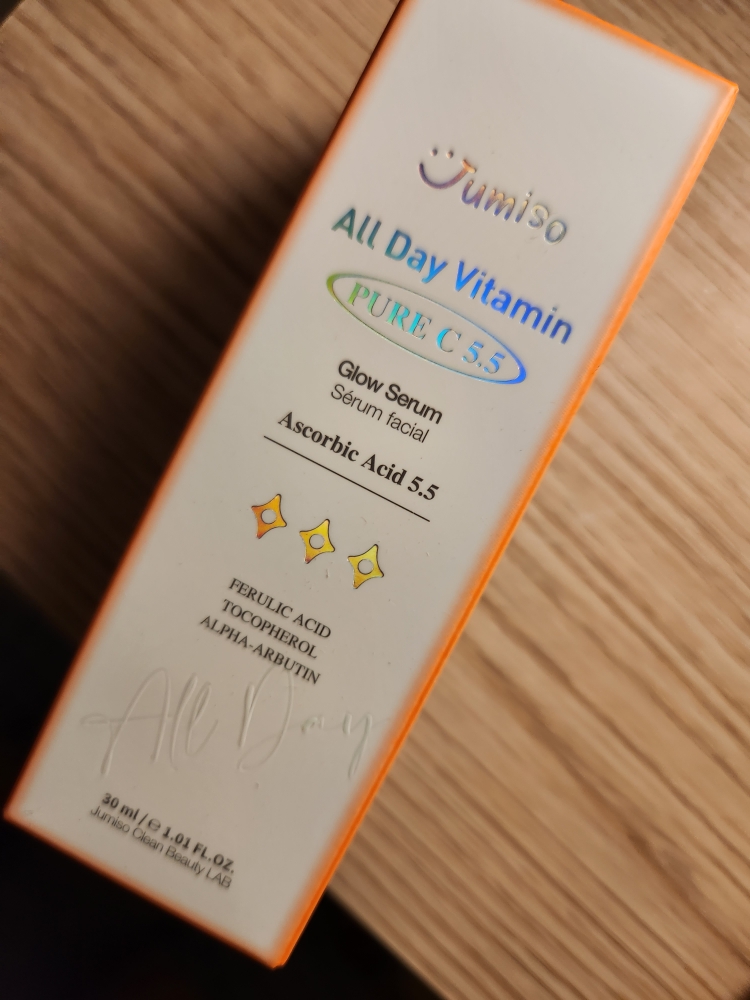 Jumiso
All Day Vitamin
PURE C 5.5
Glow Serum
Sérum facial
Ascorbic Acid 5.5
FERULIC ACID
TOCOPHEROL
ALPHA-ARBUTIN
All Day
30 ml / ℮ 1.01 FL.OZ.
Jumiso Clean Beauty LAB